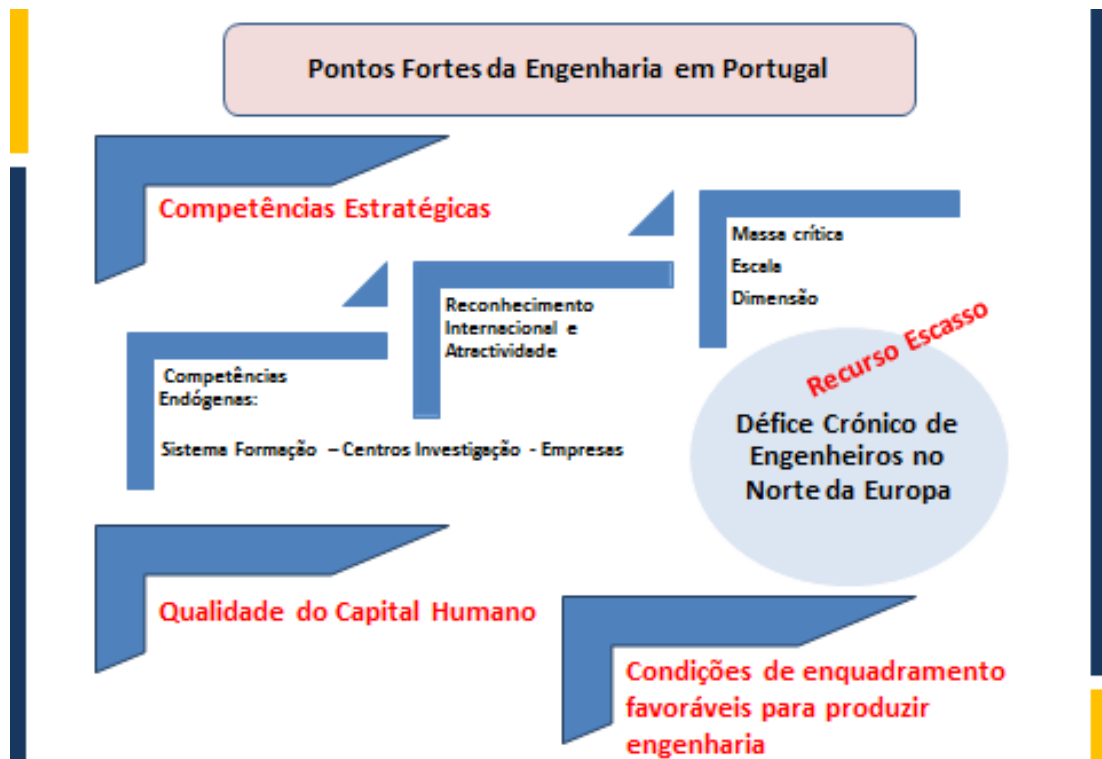 Pontos Fortes da Engenharia em Portugal
Competências Estratégicas
Massa crítica
Escala
Dimensão
Reconhecimento
Internacional e
Atractividade
Competências
Endógenas:
Sistema Formação – Centros Investigação - Empresas
Recurso Escasso
Défice Crónico de
Engenheiros no
Norte da Europa
Qualidade do Capital Humano
Condições de enquadramento
favoráveis para produzir
engenharia